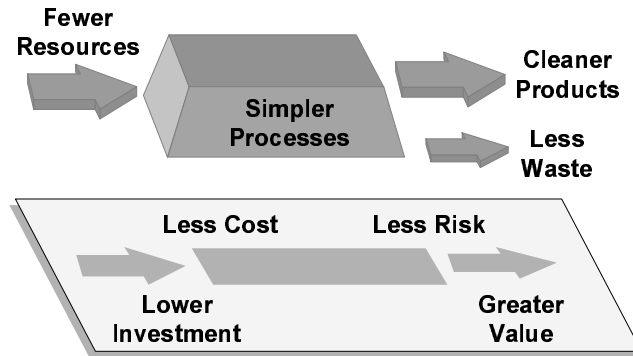 Fewer
Resources
Simpler
Processes
Cleaner
Products
Less
Waste
Less Cost
Less Risk
Lower
Investment
Greater
Value